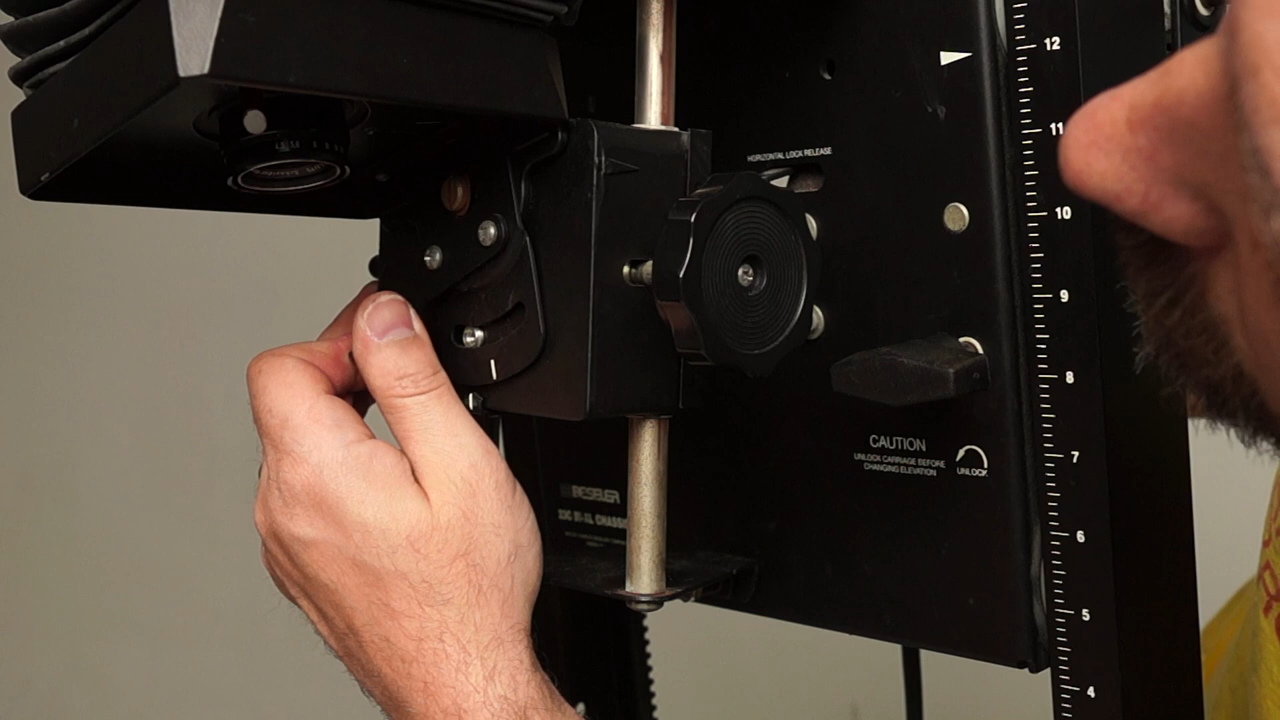 12
11
HORIZONTAL LOCK RELEASE
10
9
8
CAUTION
UNLOCK CARRIAGE BEFORE
CHANGING ELEVATION
UNLOCK
7
BESELER
CHASSIS
6
5
4